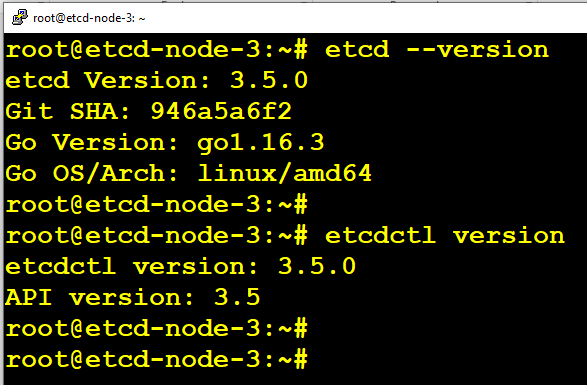 root@etcd-node-3: ~
root@etcd-node-3:~# etcd --version
etcd Version: 3.5.0
Git SHA: 946a5a6f2
Go Version: go1.16.3
Go OS/Arch: linux/amd64
root@etcd-node-3:~#
root@etcd-node-3:~# etcdctl version
etcdctl version: 3.5.0
API version: 3.5
root@etcd-node-3:~#
root@etcd-node-3:~#